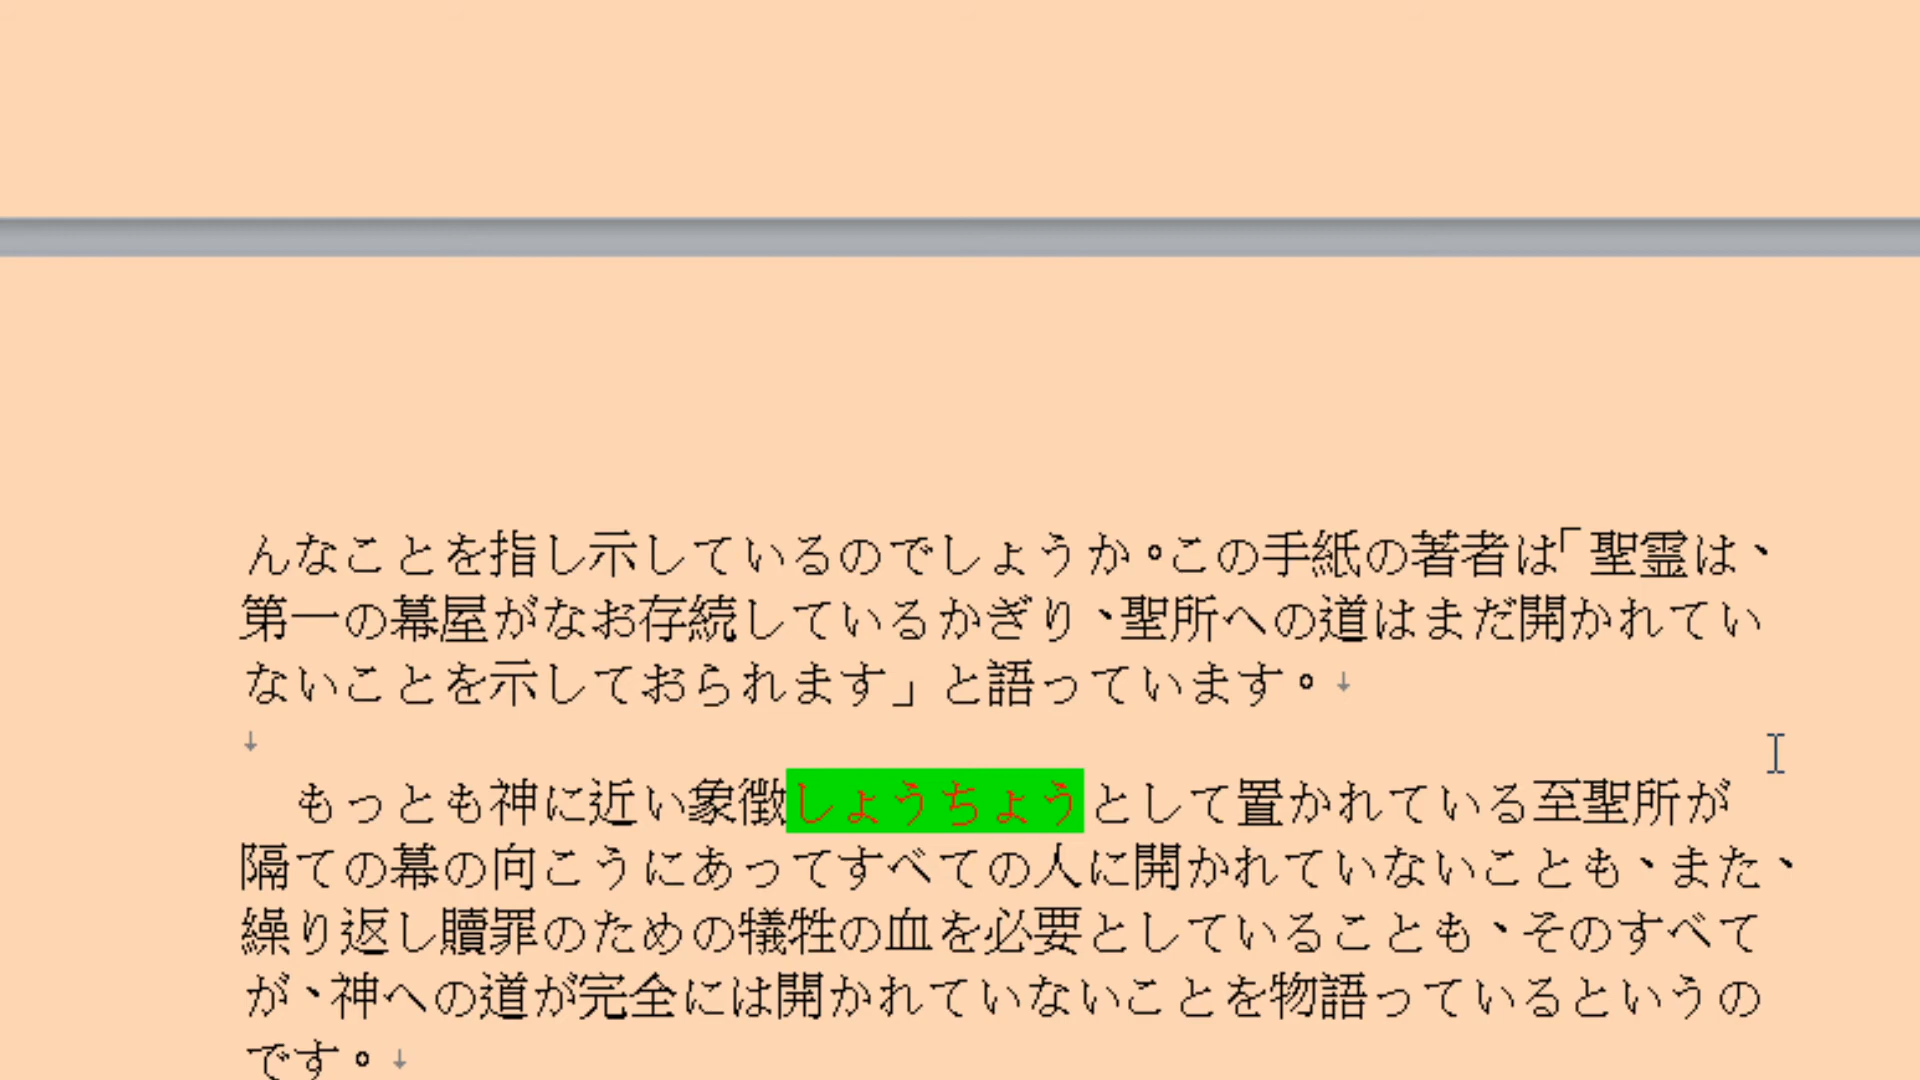 んなことを指し示しているのでしょうか。この手紙の著者は「聖霊は、
第一の幕屋がなお存続しているかぎり、聖所への道はまだ開かれてい
ないことを示しておられます」と語っています。↓
↓
もっとも神に近い象徴しょうちょうとして置かれている至聖所が
隔ての幕の向こうにあってすべての人に開かれていないことも、また、
繰り返し贖罪のための犠牲の血を必要としていることも、そのすべて
が、神への道が完全には開かれていないことを物語っているというの
です。↓